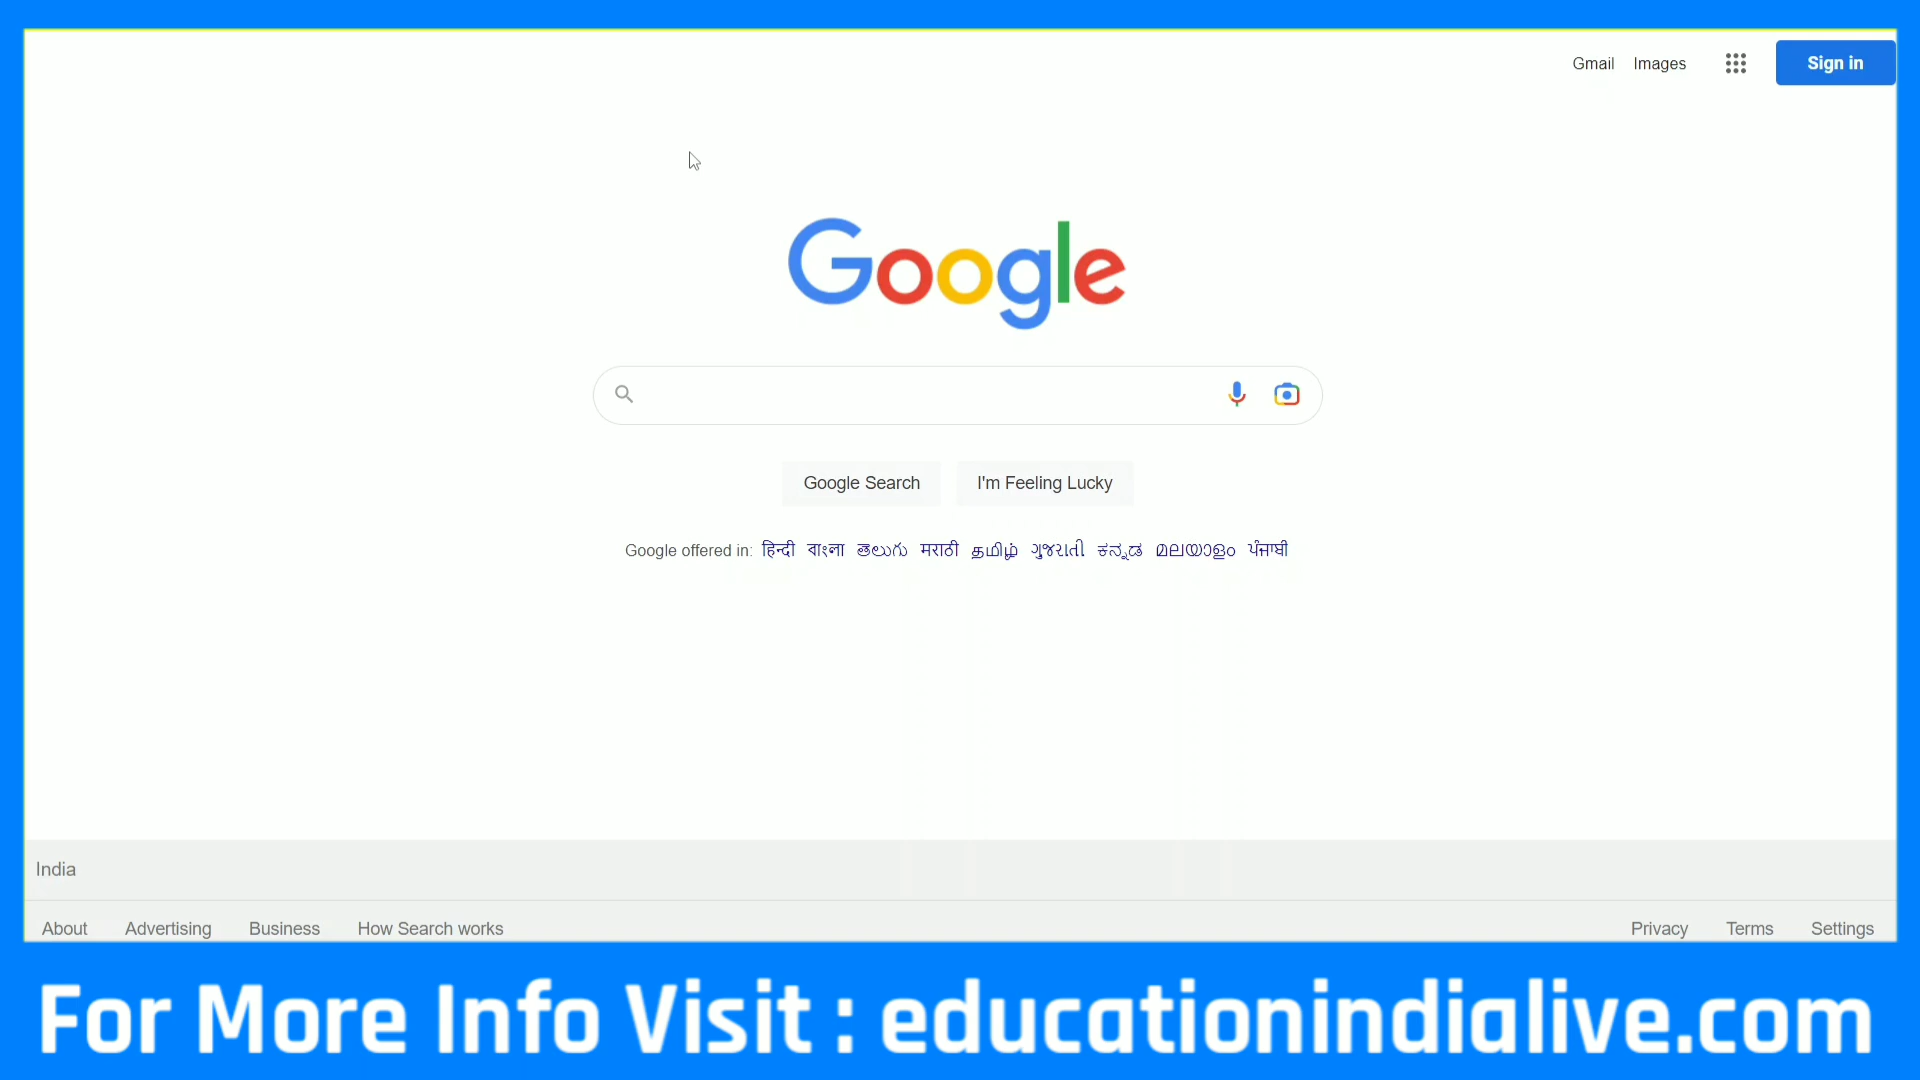 Gmail Images Sign in
Google
Google Search I'm Feeling Lucky
Google offered in: हिन्दी বাংলা తెలుగు मराठी தமிழ் ગુજરાતી ಕನ್ನಡ മലയാളം ਪੰਜਾਬੀ
India
About Advertising Business How Search works Privacy Terms Settings
For More Info Visit : educationindialive.com